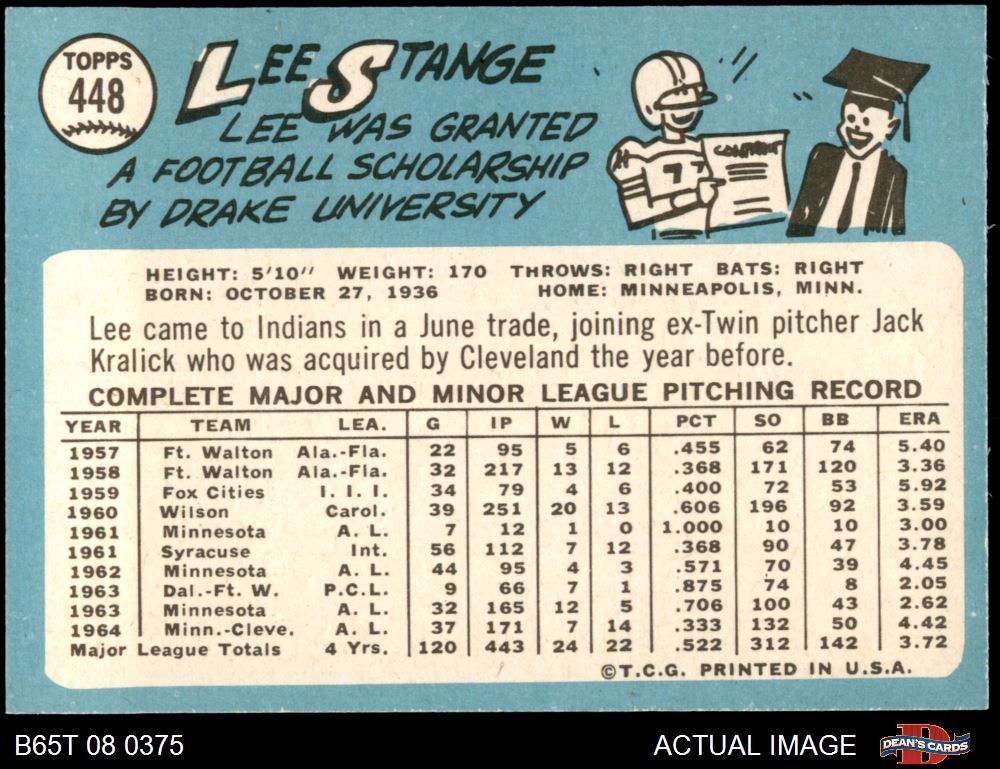 TOPPS
448
LEE STANGE
LEE WAS GRANTED
A FOOTBALL SCHOLARSHIP
BY DRAKE UNIVERSITY
CONTRACT
77
HEIGHT: 5'10" WEIGHT: 170 THROWS: RIGHT BATS: RIGHT
BORN: OCTOBER 27, 1936 HOME: MINNEAPOLIS, MINN.
Lee came to Indians in a June trade, joining ex-Twin pitcher Jack
Kralick who was acquired by Cleveland the year before.
COMPLETE MAJOR AND MINOR LEAGUE PITCHING RECORD
YEAR TEAM LEA. G IP W L PCT SO BB ERA
1957 Ft. Walton Ala.-Fla. 22 95 5 6 .455 62 74 5.40
1958 Ft. Walton Ala.-Fla. 32 217 13 12 .368 171 120 3.36
1959 Fox Cities I. I. I. 34 79 4 6 .400 72 53 5.92
1960 Wilson Carol. 39 251 20 13 .606 196 92 3.59
1961 Minnesota A. L. 7 12 1 0 1.000 10 10 3.00
1961 Syracuse Int. 56 112 7 12 .368 90 47 3.78
1962 Minnesota A. L. 44 95 4 3 .571 70 39 4.45
1963 Dal.-Ft. W. P.C.L. 9 66 7 1 .875 74 8 2.05
1963 Minnesota A. L. 32 165 12 5 .706 100 43 2.62
1964 Minn.-Cleve. A. L. 37 171 7 14 .333 132 50 4.42
Major League Totals 4 Yrs. 120 443 24 22 .522 312 142 3.72
©T.C.G. PRINTED IN U.S.A.
B65T 08 0375 ACTUAL IMAGE DEAN'S CARDS